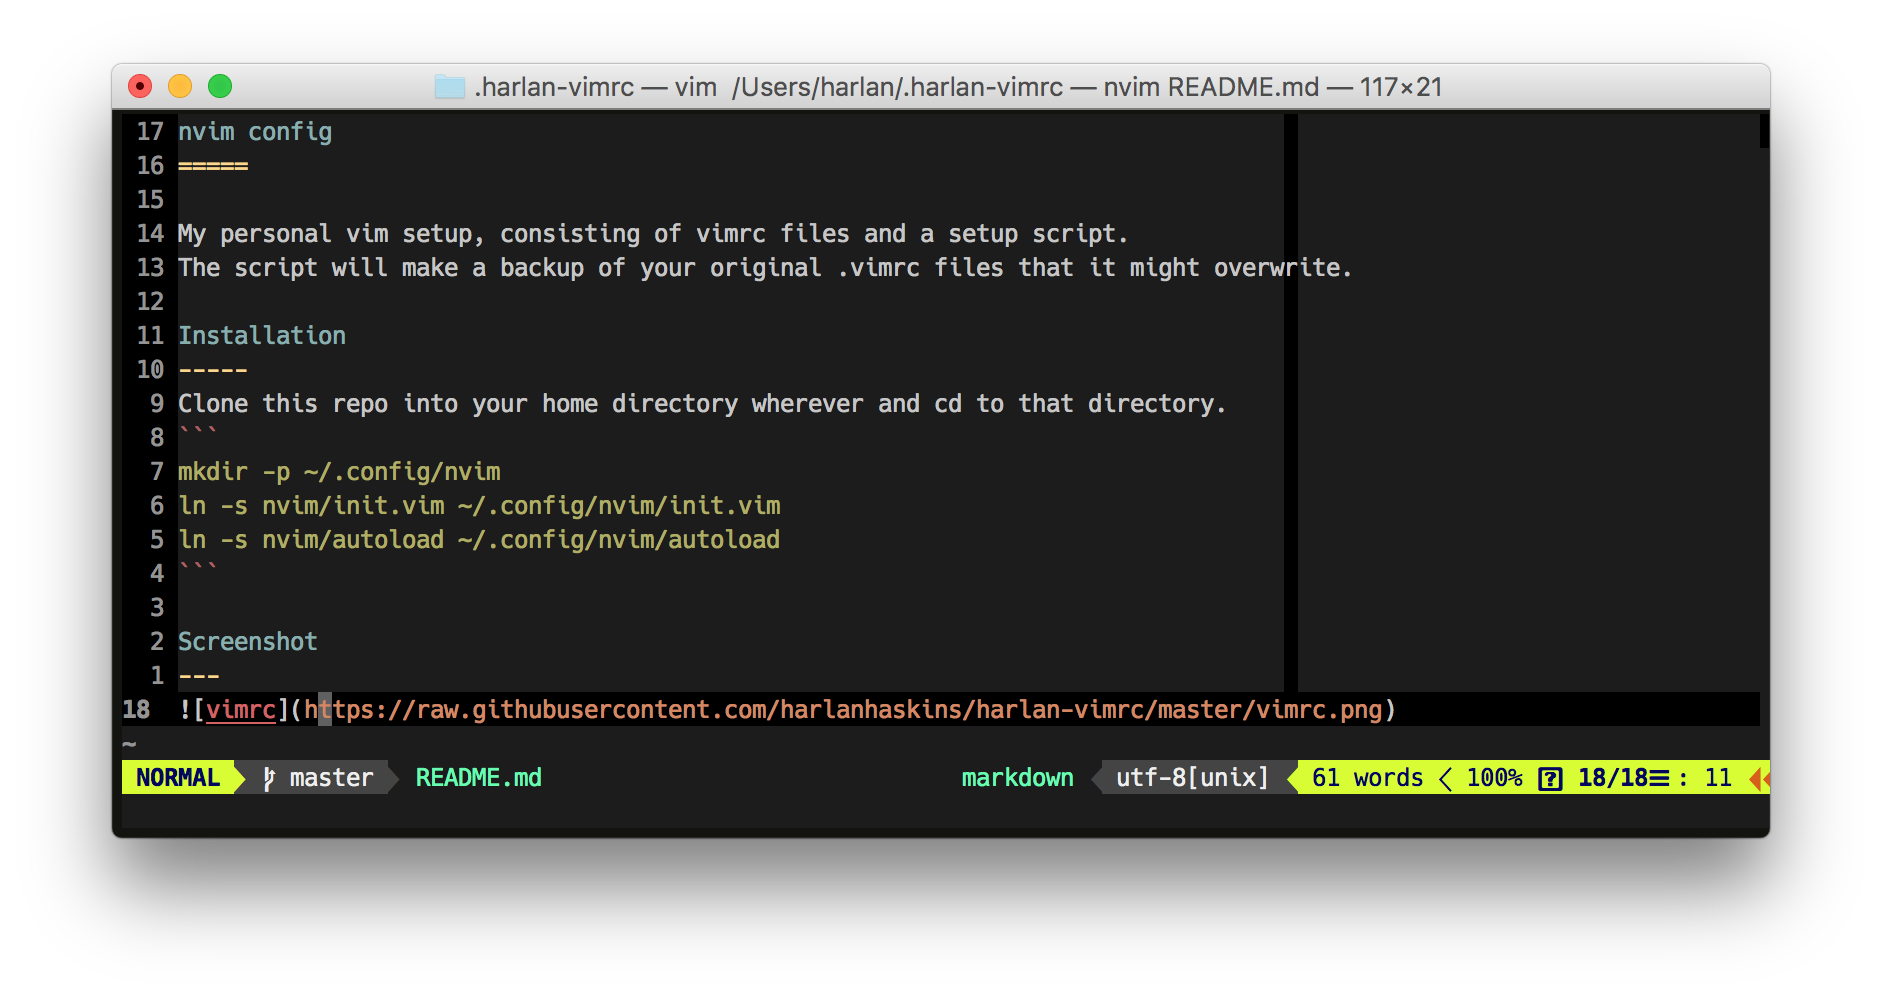 .harlan-vimrc — vim  /Users/harlan/.harlan-vimrc — nvim README.md — 117×21
17 nvim config
16 =====
15
14 My personal vim setup, consisting of vimrc files and a setup script.
13 The script will make a backup of your original .vimrc files that it might overwrite.
12
11 Installation
10 -----
9 Clone this repo into your home directory wherever and cd to that directory.
8 ```
7 mkdir -p ~/.config/nvim
6 ln -s nvim/init.vim ~/.config/nvim/init.vim
5 ln -s nvim/autoload ~/.config/nvim/autoload
4 ```
3
2 Screenshot
1 ---
18 ![vimrc](https://raw.githubusercontent.com/harlanhaskins/harlan-vimrc/master/vimrc.png)
~
NORMAL master README.md markdown utf-8[unix] 61 words 100% 18/18 : 11